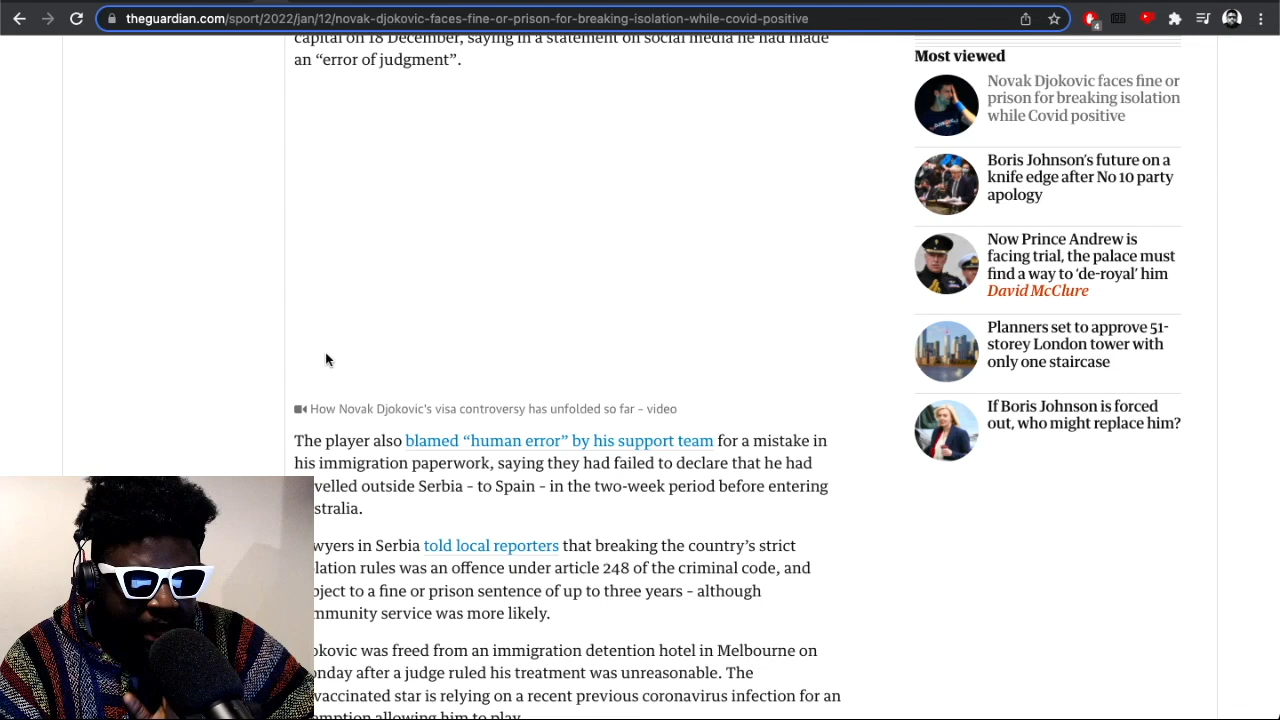 theguardian.com/sport/2022/jan/12/novak-djokovic-faces-fine-or-prison-for-breaking-isolation-while-covid-positive
4
capital on 18 December, saying in a statement on social media he had made
an “error of judgment”.
How Novak Djokovic's visa controversy has unfolded so far – video
The player also blamed “human error” by his support team for a mistake in
his immigration paperwork, saying they had failed to declare that he had
velled outside Serbia – to Spain – in the two-week period before entering
stralia.
wyers in Serbia told local reporters that breaking the country’s strict
lation rules was an offence under article 248 of the criminal code, and
bject to a fine or prison sentence of up to three years – although
mmunity service was more likely.
okovic was freed from an immigration detention hotel in Melbourne on
onday after a judge ruled his treatment was unreasonable. The
vaccinated star is relying on a recent previous coronavirus infection for an
emption allowing him to play.
Most viewed
Novak Djokovic faces fine or
prison for breaking isolation
while Covid positive
Boris Johnson’s future on a
knife edge after No 10 party
apology
Now Prince Andrew is
facing trial, the palace must
find a way to ‘de-royal’ him
David McClure
Planners set to approve 51-
storey London tower with
only one staircase
If Boris Johnson is forced
out, who might replace him?